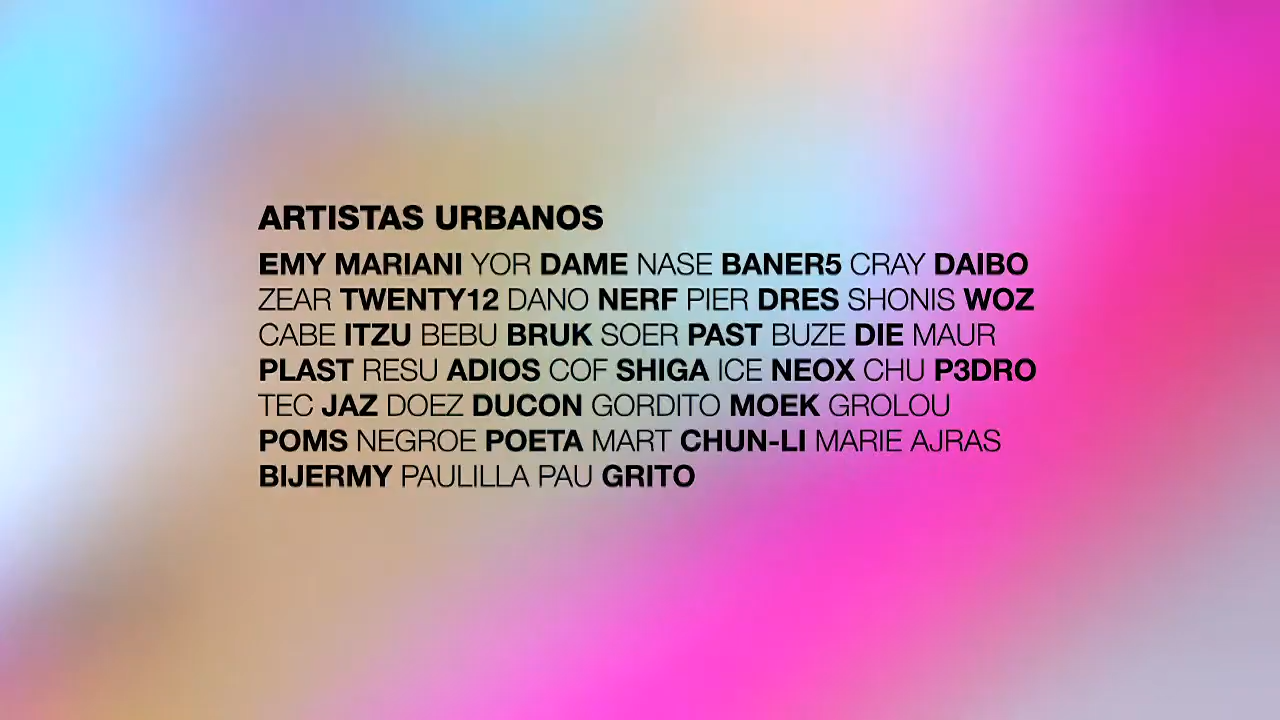 ARTISTAS URBANOS
EMY MARIANI YOR DAME NASE BANER5 CRAY DAIBO
ZEAR TWENTY12 DANO NERF PIER DRES SHONIS WOZ
CABE ITZU BEBU BRUK SOER PAST BUZE DIE MAUR
PLAST RESU ADIOS COF SHIGA ICE NEOX CHU P3DRO
TEC JAZ DOEZ DUCON GORDITO MOEK GROLOU
POMS NEGROE POETA MART CHUN-LI MARIE AJRAS
BIJERMY PAULILLA PAU GRITO